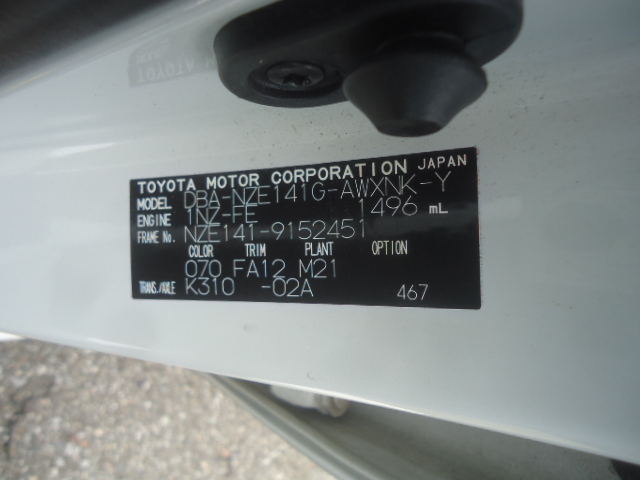 TOYOTA MOTOR CORPORATION JAPAN
MODEL DBA-NZE141G-AWXNK-Y
ENGINE 1NZ-FE 1496 mL
FRAME No. NZE141-9152451
COLOR TRIM PLANT OPTION
070 FA12 M21
TRANS./AXLE K310 -02A 467